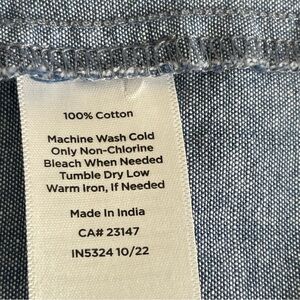 100% Cotton
Machine Wash Cold
Only Non-Chlorine
Bleach When Needed
Tumble Dry Low
Warm Iron, If Needed
Made In India
CA# 23147
IN5324 10/22